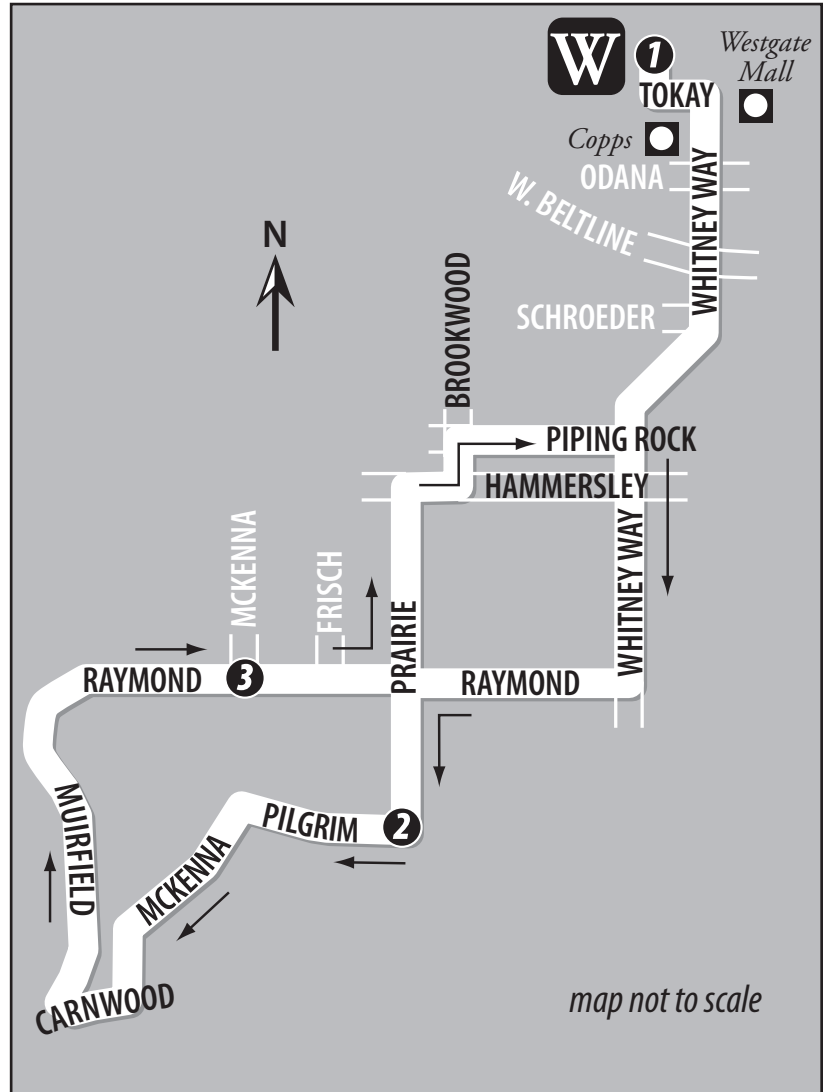 W
1
Westgate
Mall
TOKAY
Copps
ODANA
W. BELTLINE
WHITNEY WAY
N
SCHROEDER
BROOKWOOD
PIPING ROCK
HAMMERSLEY
MCKENNA
FRISCH
PRAIRIE
WHITNEY WAY
RAYMOND
3
RAYMOND
MUIRFIELD
PILGRIM
2
MCKENNA
CARNWOOD
map not to scale